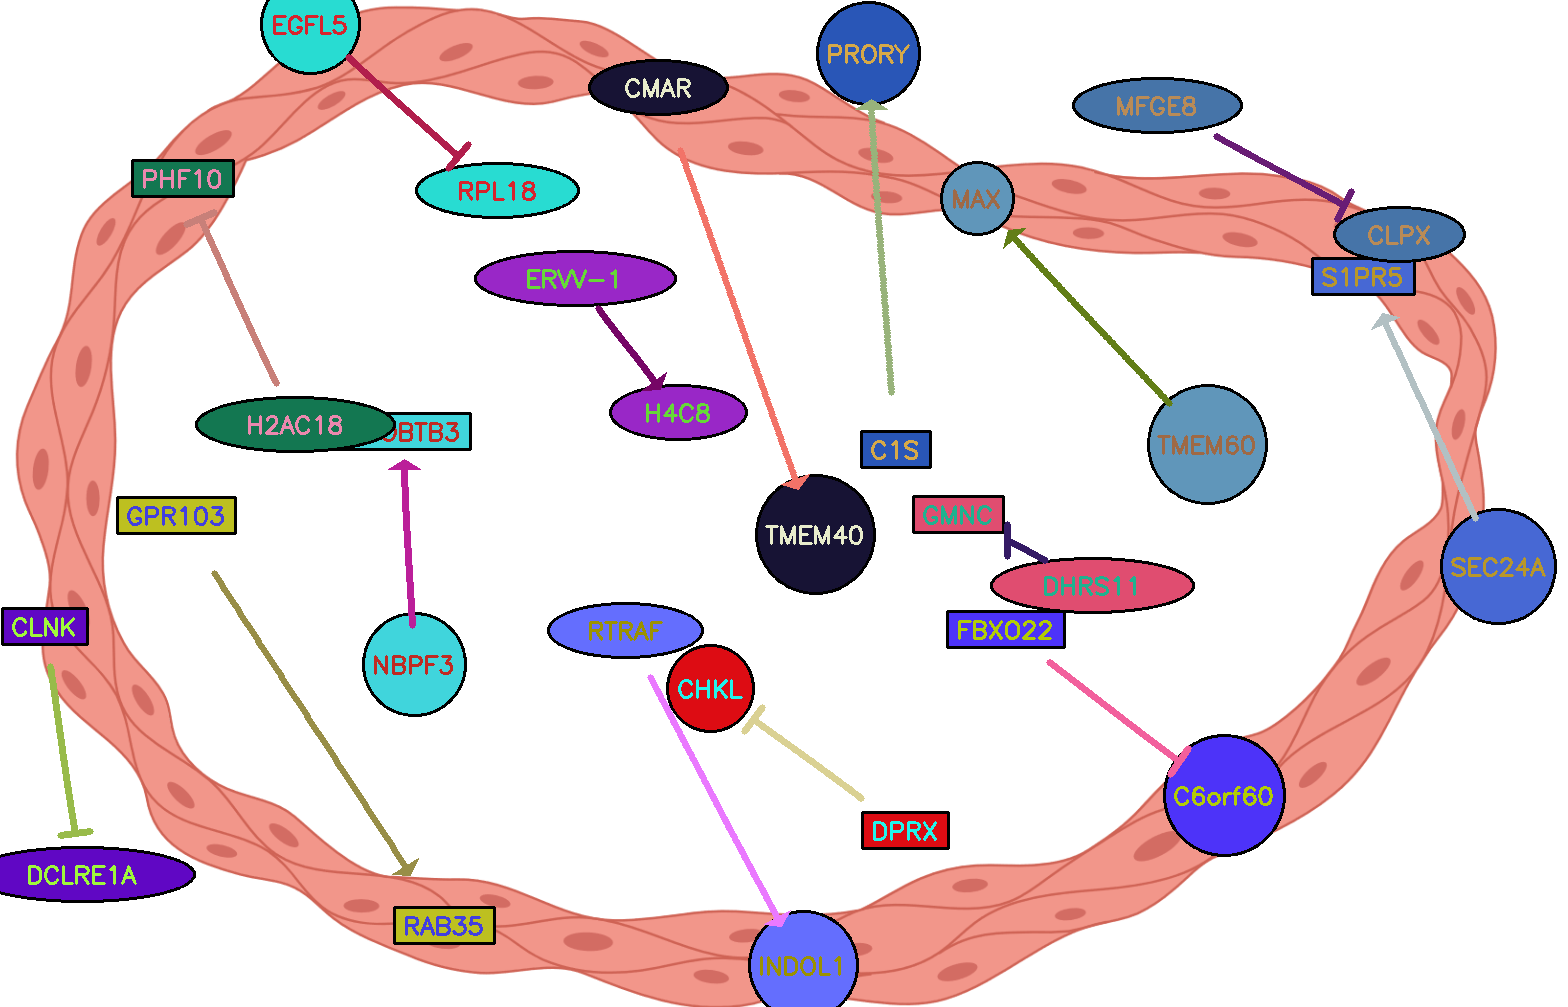 EGFL5
PRORY
CMAR
MFGE8
PHF10
RPL18
MAX
CLPX
S1PR5
ERVV-1
H4C8
H2AC18
C1S
TMEM60
GPR103
GMNC
TMEM40
SEC24A
DHRS11
CLNK
RTRAF
FBXO22
NBPF3
CHKL
C6orf60
DPRX
DCLRE1A
RAB35
INDOL1